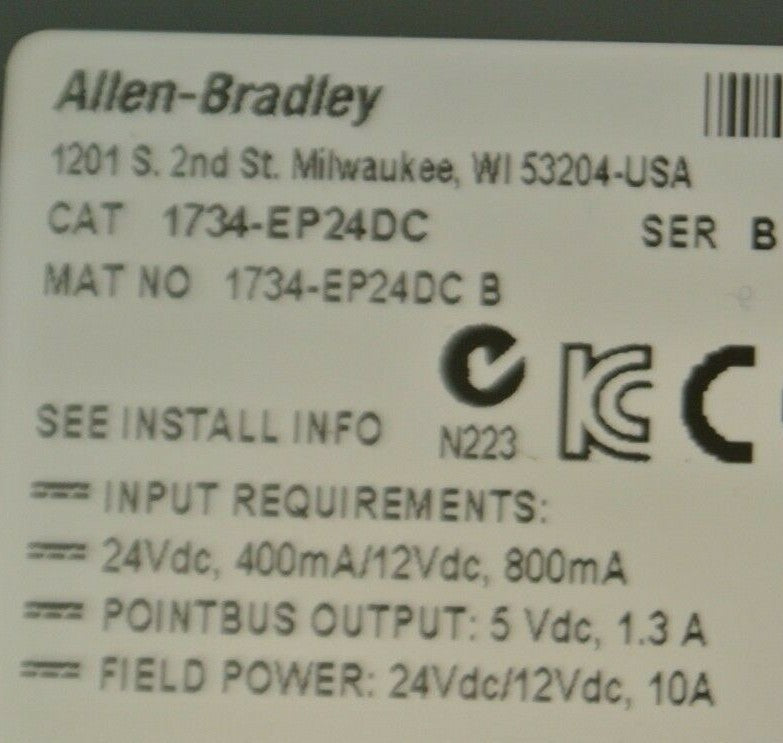 Allen-Bradley
1201 S. 2nd St. Milwaukee, WI 53204-USA
CAT 1734-EP24DC SER B
MAT NO 1734-EP24DC B
SEE INSTALL INFO N223
INPUT REQUIREMENTS:
24Vdc, 400mA/12Vdc, 800mA
POINTBUS OUTPUT: 5 Vdc, 1.3 A
FIELD POWER: 24Vdc/12Vdc, 10A